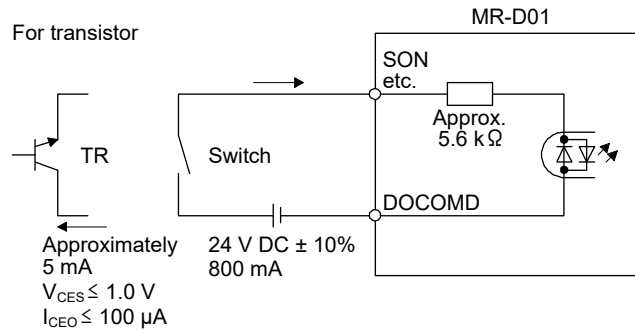 MR-D01
For transistor
SON
etc.
Approx.
5.6 kΩ
TR
Switch
DOCOMD
Approximately
5 mA
V_CES ≤ 1.0 V
I_CEO ≤ 100 µA
24 V DC ± 10%
800 mA